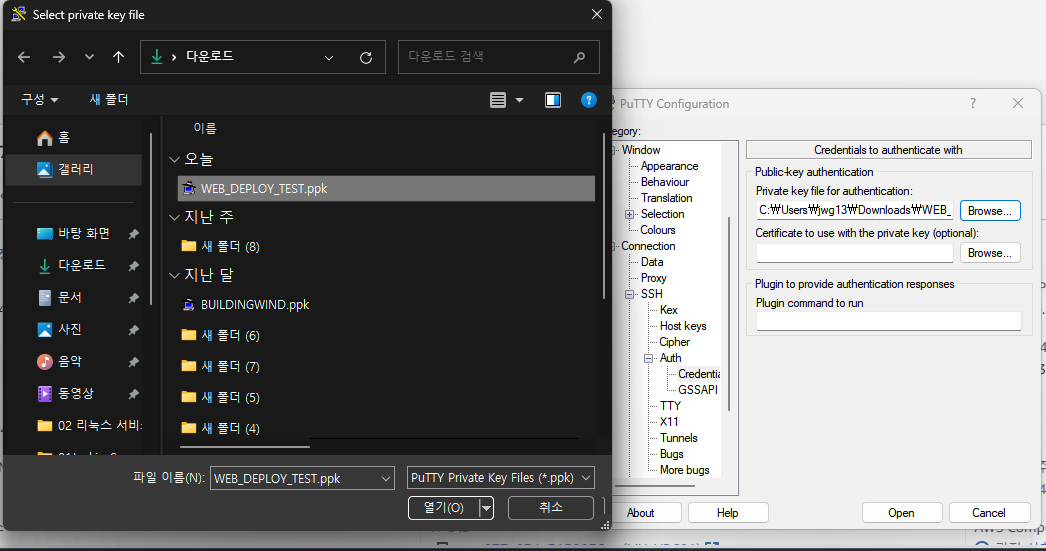 Select private key file
다운로드
다운로드 검색
구성
새 폴더
홈
갤러리
바탕 화면
다운로드
문서
사진
음악
동영상
02 리눅스 서비
이름
오늘
WEB_DEPLOY_TEST.ppk
지난 주
새 폴더 (8)
지난 달
BUILDINGWIND.ppk
새 폴더 (6)
새 폴더 (7)
새 폴더 (5)
새 폴더 (4)
파일 이름(N):
WEB_DEPLOY_TEST.ppk
PuTTY Private Key Files (*.ppk)
열기(O)
취소
PuTTY Configuration
?
egory:
Window
Appearance
Behaviour
Translation
Selection
Colours
Connection
Data
Proxy
SSH
Kex
Host keys
Cipher
Auth
Credentia
GSSAPI
TTY
X11
Tunnels
Bugs
More bugs
Credentials to authenticate with
Public-key authentication
Private key file for authentication:
C:₩Users₩jwg13₩Downloads₩WEB_
Browse...
Certificate to use with the private key (optional):
Browse...
Plugin to provide authentication responses
Plugin command to run
About
Help
Open
Cancel